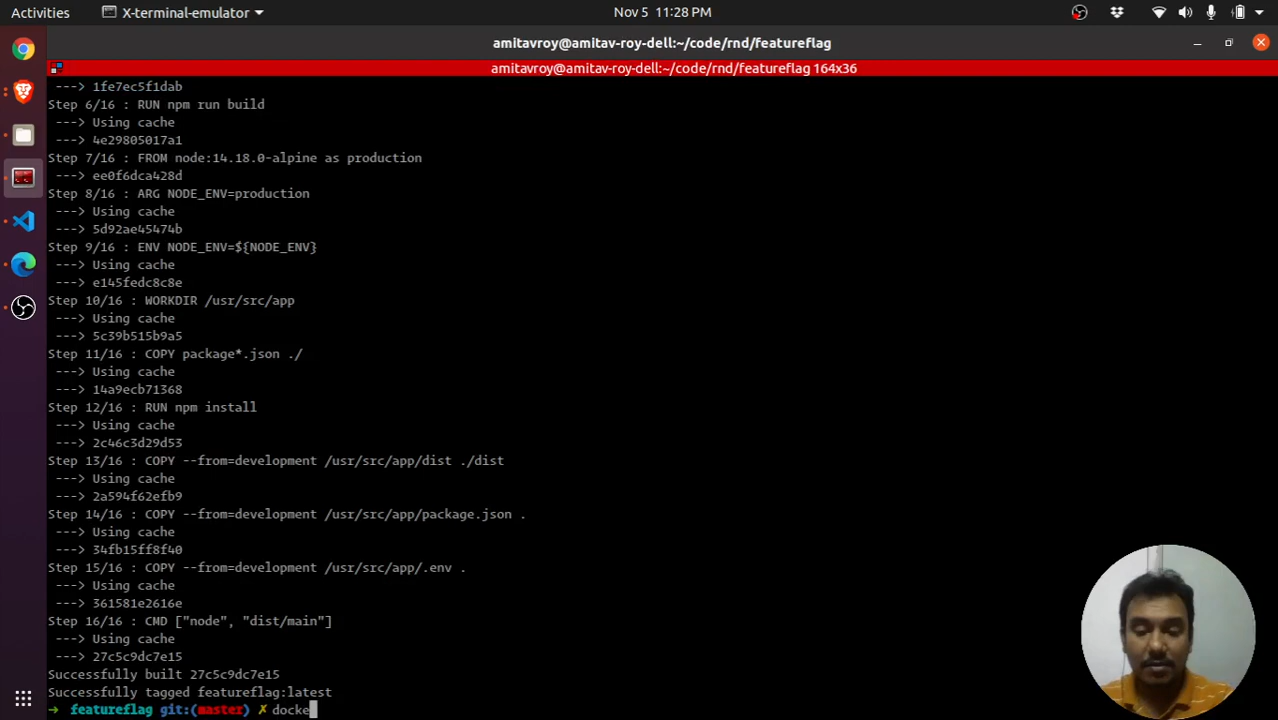 Activities
X-terminal-emulator
Nov 5 11:28 PM
amitavroy@amitav-roy-dell:~/code/rnd/featureflag
amitavroy@amitav-roy-dell:~/code/rnd/featureflag 164x36
---> 1fe7ec5f1dab
Step 6/16 : RUN npm run build
---> Using cache
---> 4e29805017a1
Step 7/16 : FROM node:14.18.0-alpine as production
---> ee0f6dca428d
Step 8/16 : ARG NODE_ENV=production
---> Using cache
---> 5d92ae45474b
Step 9/16 : ENV NODE_ENV=${NODE_ENV}
---> Using cache
---> e145fedc8c8e
Step 10/16 : WORKDIR /usr/src/app
---> Using cache
---> 5c39b515b9a5
Step 11/16 : COPY package*.json ./
---> Using cache
---> 14a9ecb71368
Step 12/16 : RUN npm install
---> Using cache
---> 2c46c3d29d53
Step 13/16 : COPY --from=development /usr/src/app/dist ./dist
---> Using cache
---> 2a594f62efb9
Step 14/16 : COPY --from=development /usr/src/app/package.json .
---> Using cache
---> 34fb15ff8f40
Step 15/16 : COPY --from=development /usr/src/app/.env .
---> Using cache
---> 361581e2616e
Step 16/16 : CMD ["node", "dist/main"]
---> Using cache
---> 27c5c9dc7e15
Successfully built 27c5c9dc7e15
Successfully tagged featureflag:latest
→ featureflag git:(master) ✗ docke